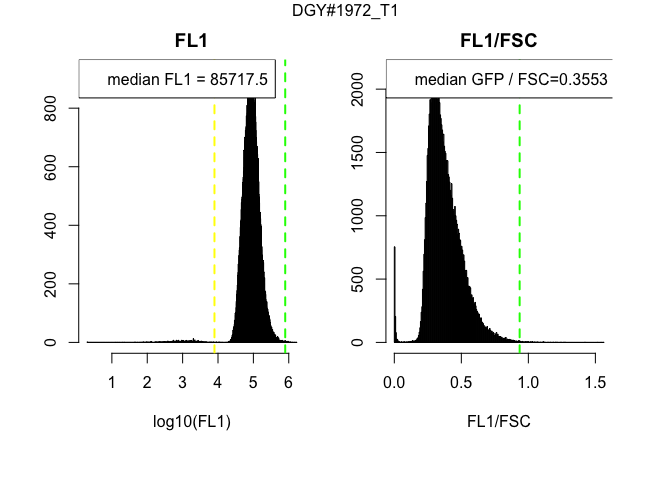 DGY#1972_T1
FL1
median FL1 = 85717.5
800
600
400
200
0
1 2 3 4 5 6
log10(FL1)
FL1/FSC
median GFP / FSC=0.3553
2000
1500
1000
500
0
0.0 0.5 1.0 1.5
FL1/FSC